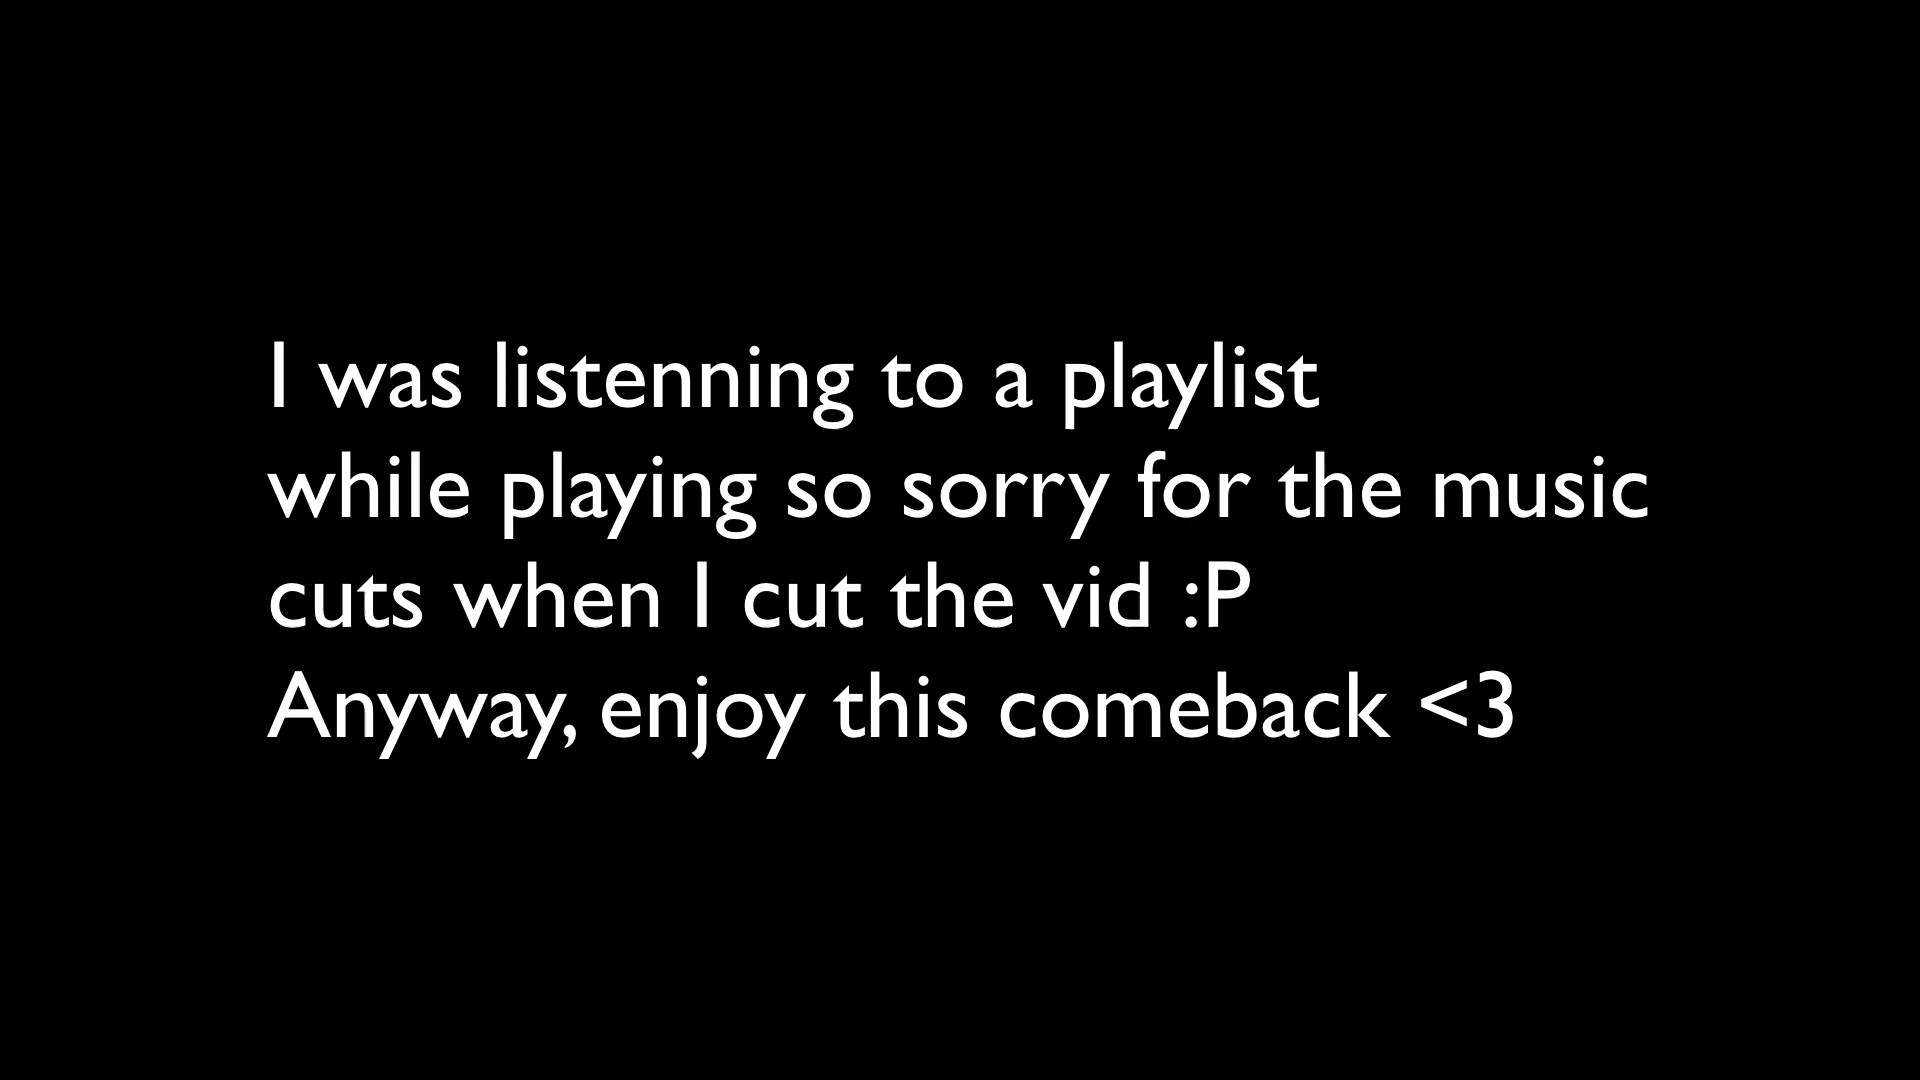 I was listenning to a playlist
while playing so sorry for the music
cuts when I cut the vid :P
Anyway, enjoy this comeback <3